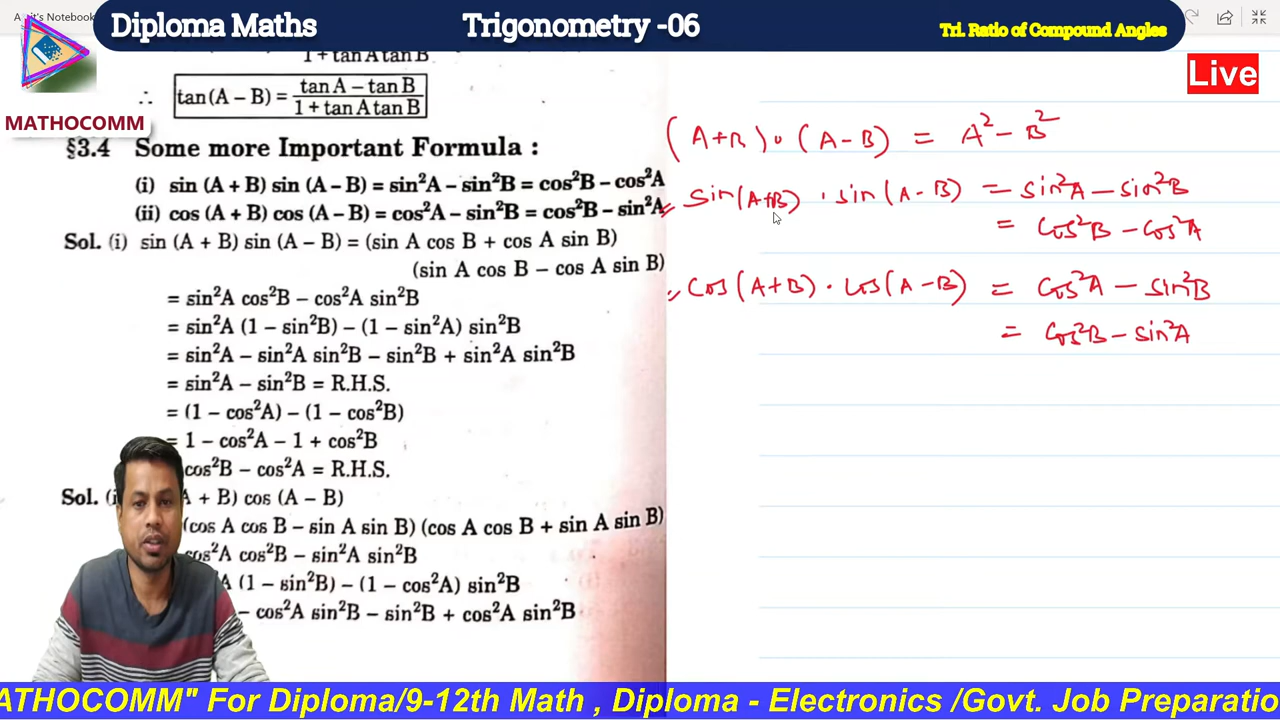 Diploma Maths
Trigonometry -06
Tri. Ratio of Compound Angles
Live
MATHOCOMM
1 + tan A tan B
∴ tan (A – B) = tan A – tan B / 1 + tan A tan B
§3.4 Some more Important Formula :
(i) sin (A + B) sin (A – B) = sin²A – sin²B = cos²B – cos²A
(ii) cos (A + B) cos (A – B) = cos²A – sin²B = cos²B – sin²A
Sol. (i) sin (A + B) sin (A – B) = (sin A cos B + cos A sin B)
(sin A cos B – cos A sin B)
= sin²A cos²B – cos²A sin²B
= sin²A (1 – sin²B) – (1 – sin²A) sin²B
= sin²A – sin²A sin²B – sin²B + sin²A sin²B
= sin²A – sin²B = R.H.S.
= (1 – cos²A) – (1 – cos²B)
= 1 – cos²A – 1 + cos²B
cos²B – cos²A = R.H.S.
Sol. (i A + B) cos (A – B)
(cos A cos B – sin A sin B) (cos A cos B + sin A sin B)
cos²A cos²B – sin²A sin²B
A (1 – sin²B) – (1 – cos²A) sin²B
– cos²A sin²B – sin²B + cos²A sin²B
(A+B) · (A-B) = A² - B²
= sin(A+B) · sin(A-B) = sin²A - sin²B
= cos²B - cos²A
= cos(A+B) · cos(A-B) = cos²A - sin²B
= cos²B - sin²A
ATHOCOMM" For Diploma/9-12th Math , Diploma - Electronics /Govt. Job Preparatio